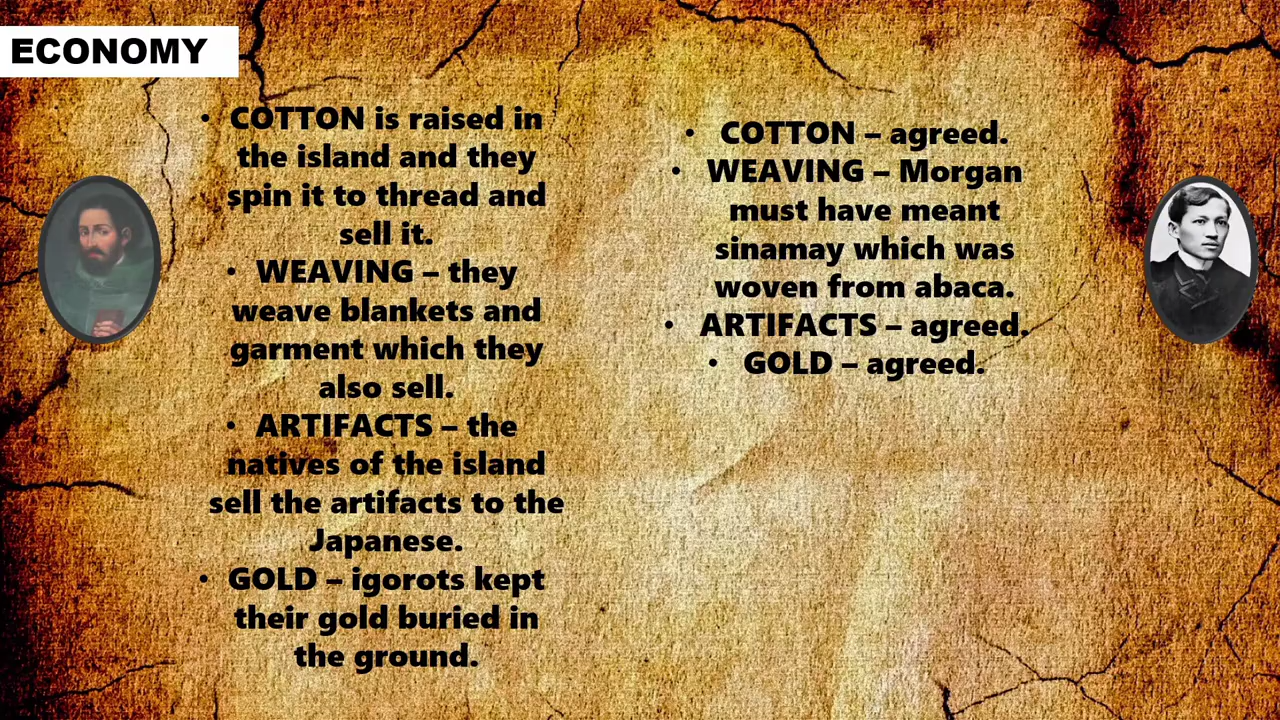 ECONOMY
• COTTON is raised in
the island and they
spin it to thread and
sell it.
• WEAVING – they
weave blankets and
garment which they
also sell.
• ARTIFACTS – the
natives of the island
sell the artifacts to the
Japanese.
• GOLD – igorots kept
their gold buried in
the ground.
• COTTON – agreed.
• WEAVING – Morgan
must have meant
sinamay which was
woven from abaca.
• ARTIFACTS – agreed.
• GOLD – agreed.